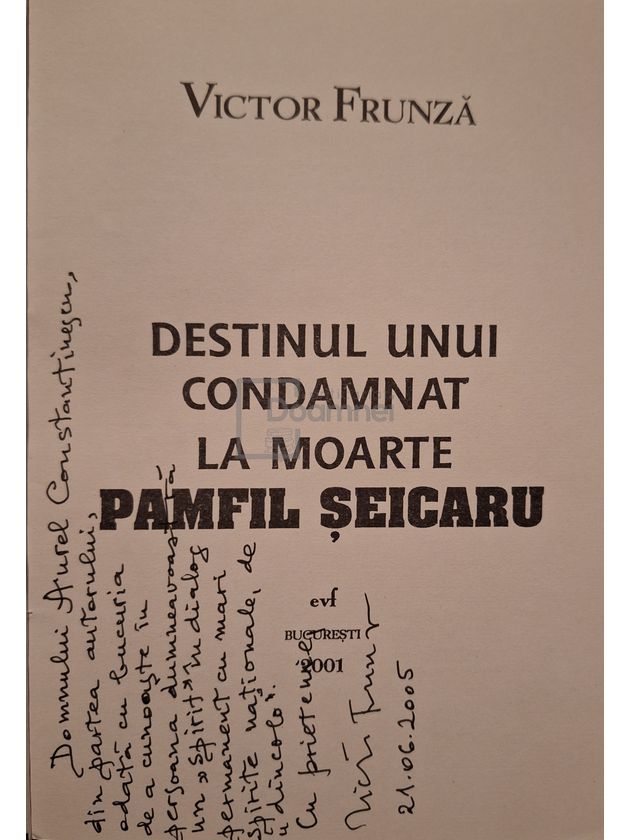 VICTOR FRUNZĂ
DESTINUL UNUI
CONDAMNAT
LA MOARTE
PAMFIL ȘEICARU
evf
BUCUREȘTI
2001
Domnului Aurel Constantinescu,
din partea autorului,
odată cu bucuria
de a cunoaște în
persoana dumneavoastră
un „spirit” în dialog
permanent cu mari
spirite naționale, de
„dincolo”.
Cu prietenie
Victor Frunză
21.06.2005